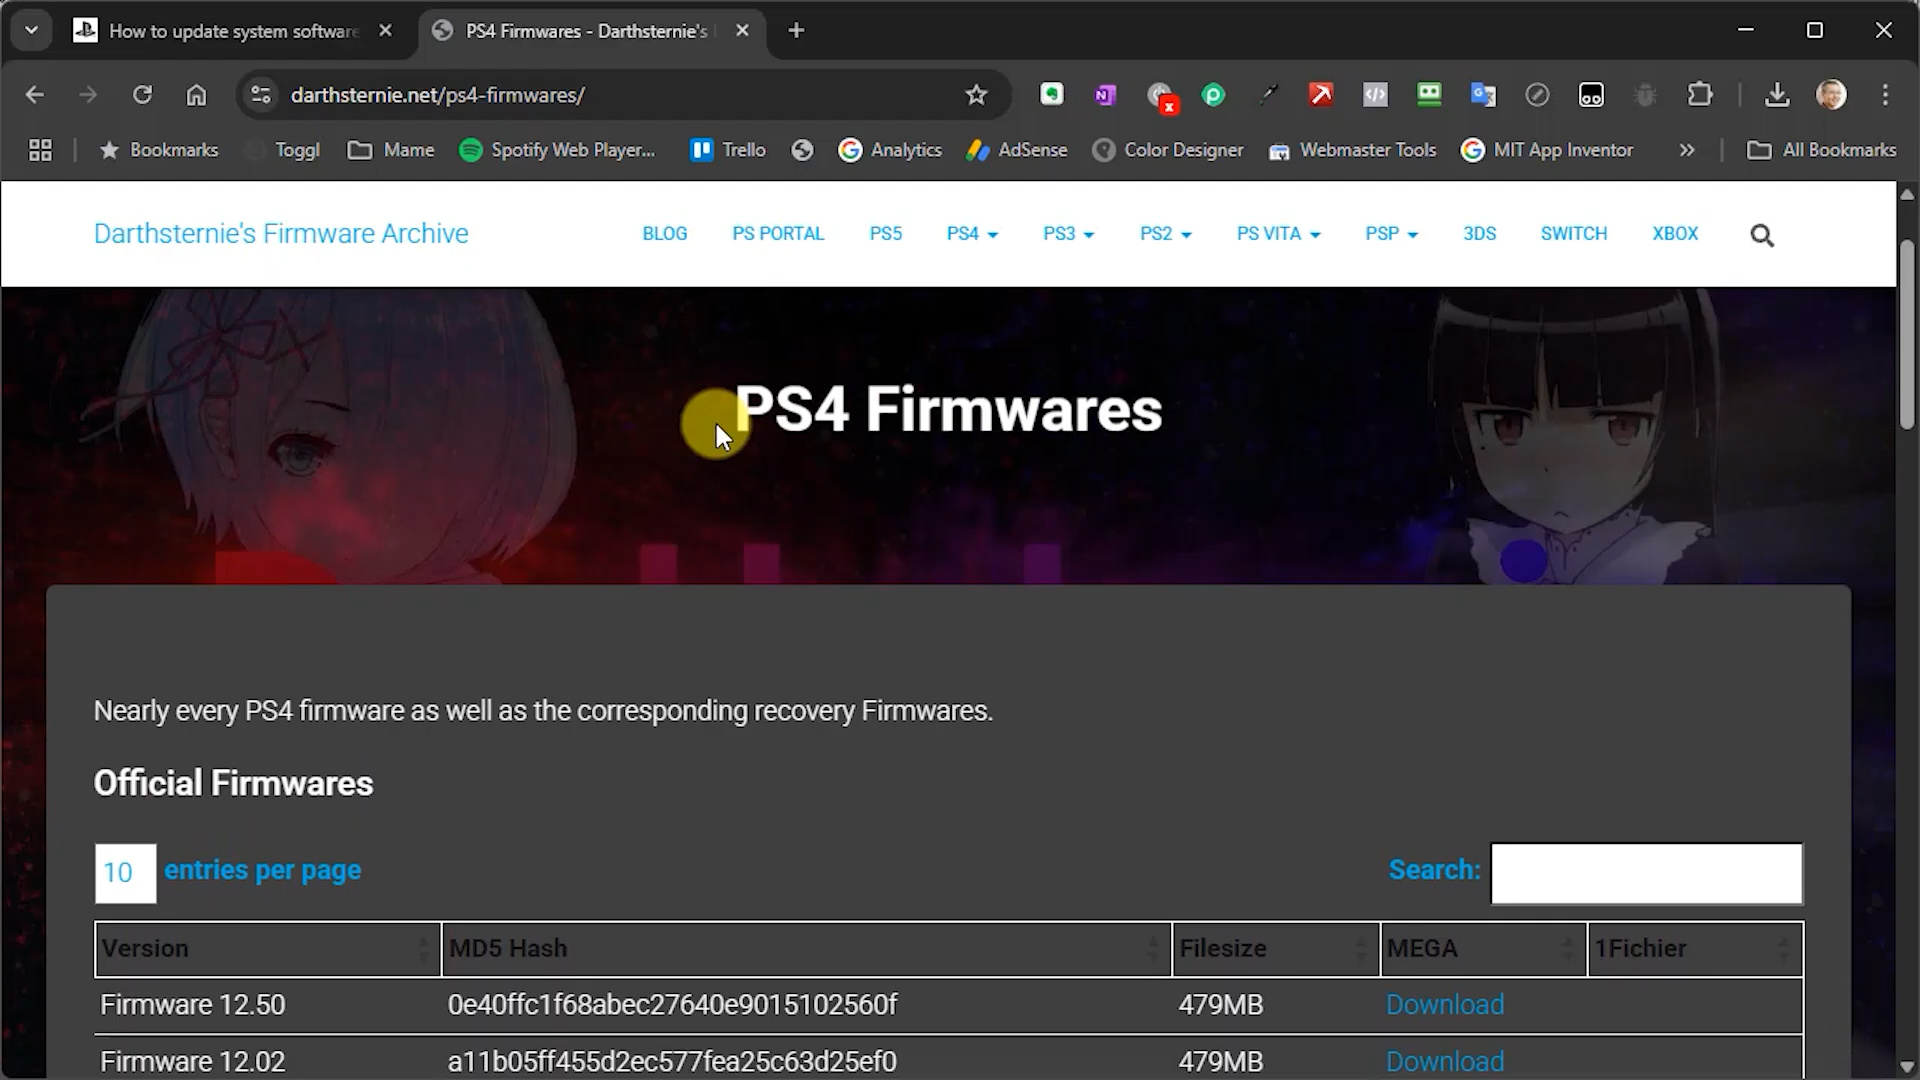 How to update system software
PS4 Firmwares - Darthsternie's
darthsternie.net/ps4-firmwares/
Bookmarks
Toggl
Mame
Spotify Web Player...
Trello
Analytics
AdSense
Color Designer
Webmaster Tools
MIT App Inventor
All Bookmarks
Darthsternie's Firmware Archive
BLOG
PS PORTAL
PS5
PS4
PS3
PS2
PS VITA
PSP
3DS
SWITCH
XBOX
PS4 Firmwares
Nearly every PS4 firmware as well as the corresponding recovery Firmwares.
Official Firmwares
10 entries per page
Search:
Version MD5 Hash Filesize MEGA 1Fichier
Firmware 12.50 0e40ffc1f68abec27640e9015102560f 479MB Download
Firmware 12.02 a11b05ff455d2ec577fea25c63d25ef0 479MB Download